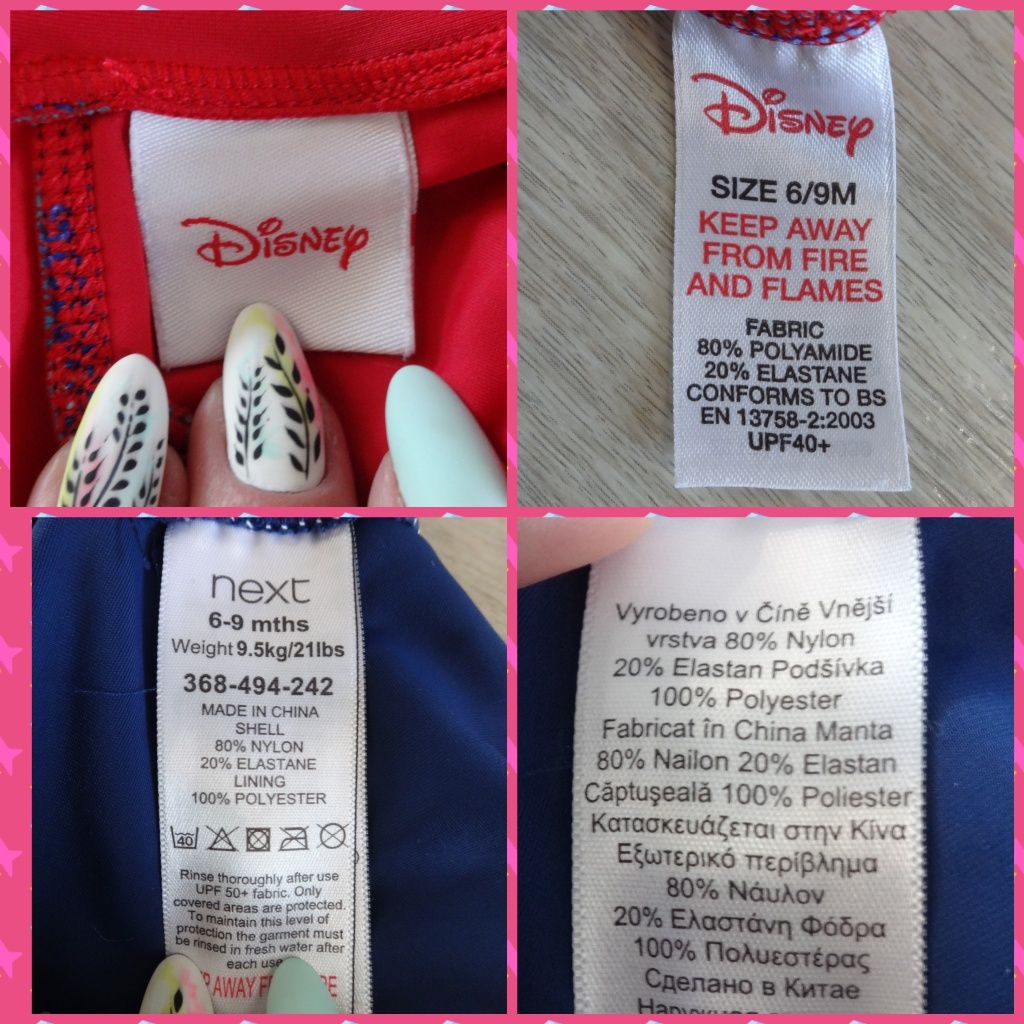 Disney
Disney
SIZE 6/9M
KEEP AWAY
FROM FIRE
AND FLAMES
FABRIC
80% POLYAMIDE
20% ELASTANE
CONFORMS TO BS
EN 13758-2:2003
UPF40+
next
6-9 mths
Weight 9.5kg/21lbs
368-494-242
MADE IN CHINA
SHELL
80% NYLON
20% ELASTANE
LINING
100% POLYESTER
40
Rinse thoroughly after use
UPF 50+ fabric. Only
covered areas are protected.
To maintain this level of
protection the garment must
be rinsed in fresh water after
each use
AWAY
Vyrobeno v Číně Vnější
vrstva 80% Nylon
20% Elastan Podšívka
100% Polyester
Fabricat în China Manta
80% Nailon 20% Elastan
Căptuşeală 100% Poliester
Κατασκευάζεται στην Κίνα
Εξωτερικό περίβλημα
80% Νάυλον
20% Ελαστάνη Φόδρα
100% Πολυεστέρας
Сделано в Китае